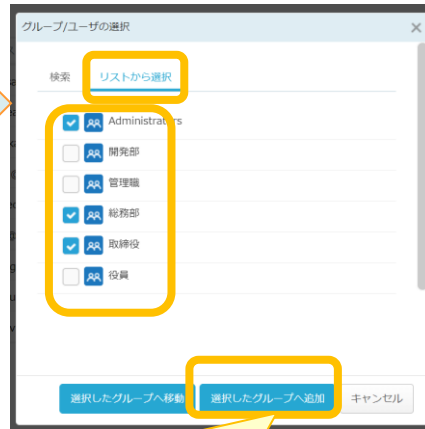 グループ/ユーザの選択
検索 リストから選択
Administrators
開発部
管理職
総務部
取締役
役員
選択したグループへ移動 選択したグループへ追加 キャンセル